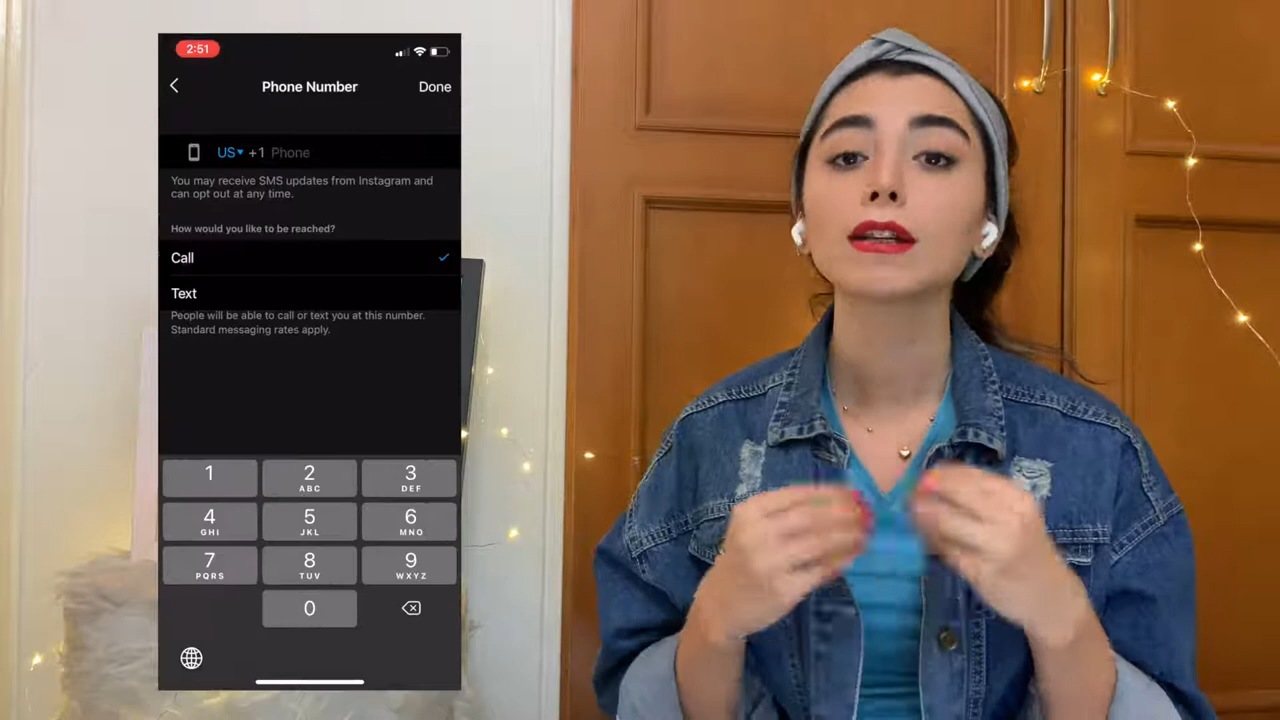 2:51
Phone Number
Done
US +1 Phone
You may receive SMS updates from Instagram and
can opt out at any time.
How would you like to be reached?
Call
Text
People will be able to call or text you at this number.
Standard messaging rates apply.
1 2 3
ABC DEF
4 5 6
GHI JKL MNO
7 8 9
PQRS TUV WXYZ
0